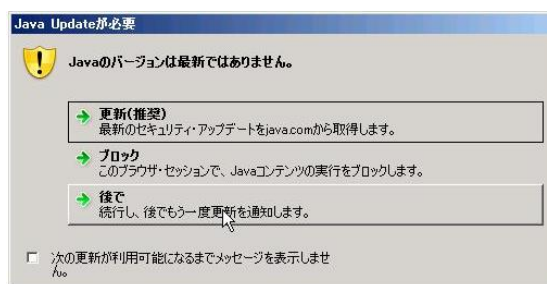 Java Updateが必要
Javaのバージョンは最新ではありません。
更新(推奨)
最新のセキュリティ・アップデートをjava.comから取得します。
ブロック
このブラウザ・セッションで、Javaコンテンツの実行をブロックします。
後で
続行し、後でもう一度更新を通知します。
次の更新が利用可能になるまでメッセージを表示しませ
ん。